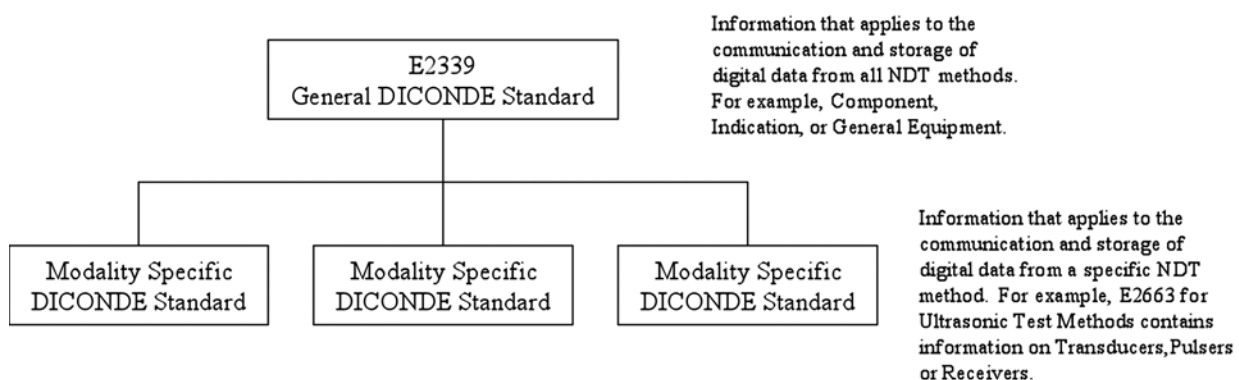 E2339
General DICONDE Standard
Information that applies to the
communication and storage of
digital data from all NDT methods.
For example, Component,
Indication, or General Equipment.
Modality Specific
DICONDE Standard
Modality Specific
DICONDE Standard
Modality Specific
DICONDE Standard
Information that applies to the
communication and storage of
digital data from a specific NDT
method. For example, E2663 for
Ultrasonic Test Methods contains
information on Transducers,Pulsers
or Receivers.